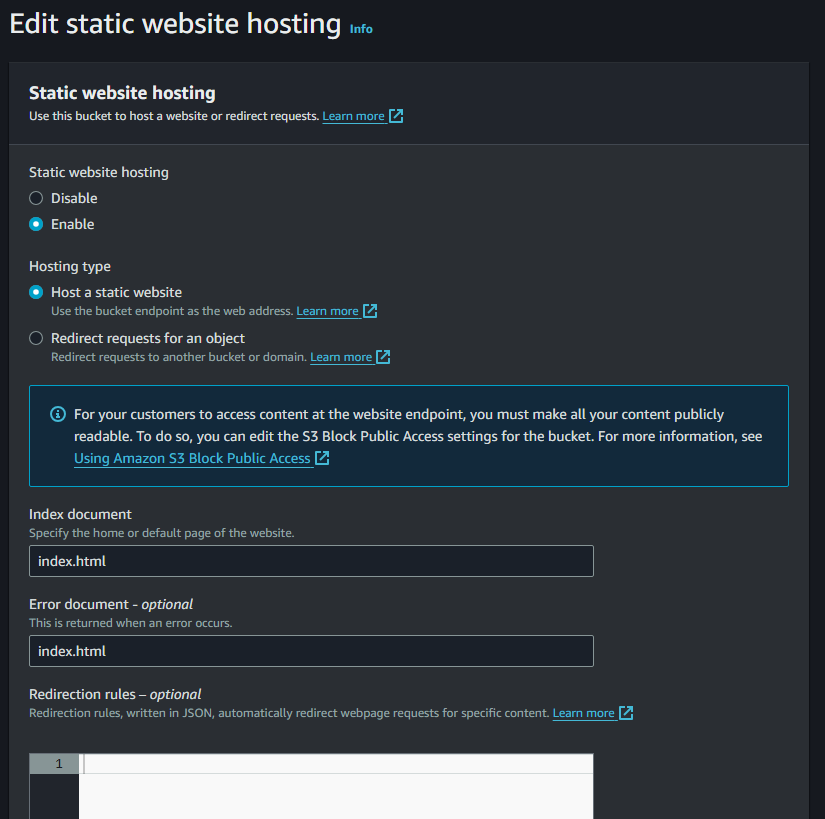 Edit static website hosting Info
Static website hosting
Use this bucket to host a website or redirect requests. Learn more
Static website hosting
Disable
Enable
Hosting type
Host a static website
Use the bucket endpoint as the web address. Learn more
Redirect requests for an object
Redirect requests to another bucket or domain. Learn more
For your customers to access content at the website endpoint, you must make all your content publicly
readable. To do so, you can edit the S3 Block Public Access settings for the bucket. For more information, see
Using Amazon S3 Block Public Access
Index document
Specify the home or default page of the website.
index.html
Error document - optional
This is returned when an error occurs.
index.html
Redirection rules – optional
Redirection rules, written in JSON, automatically redirect webpage requests for specific content. Learn more
1